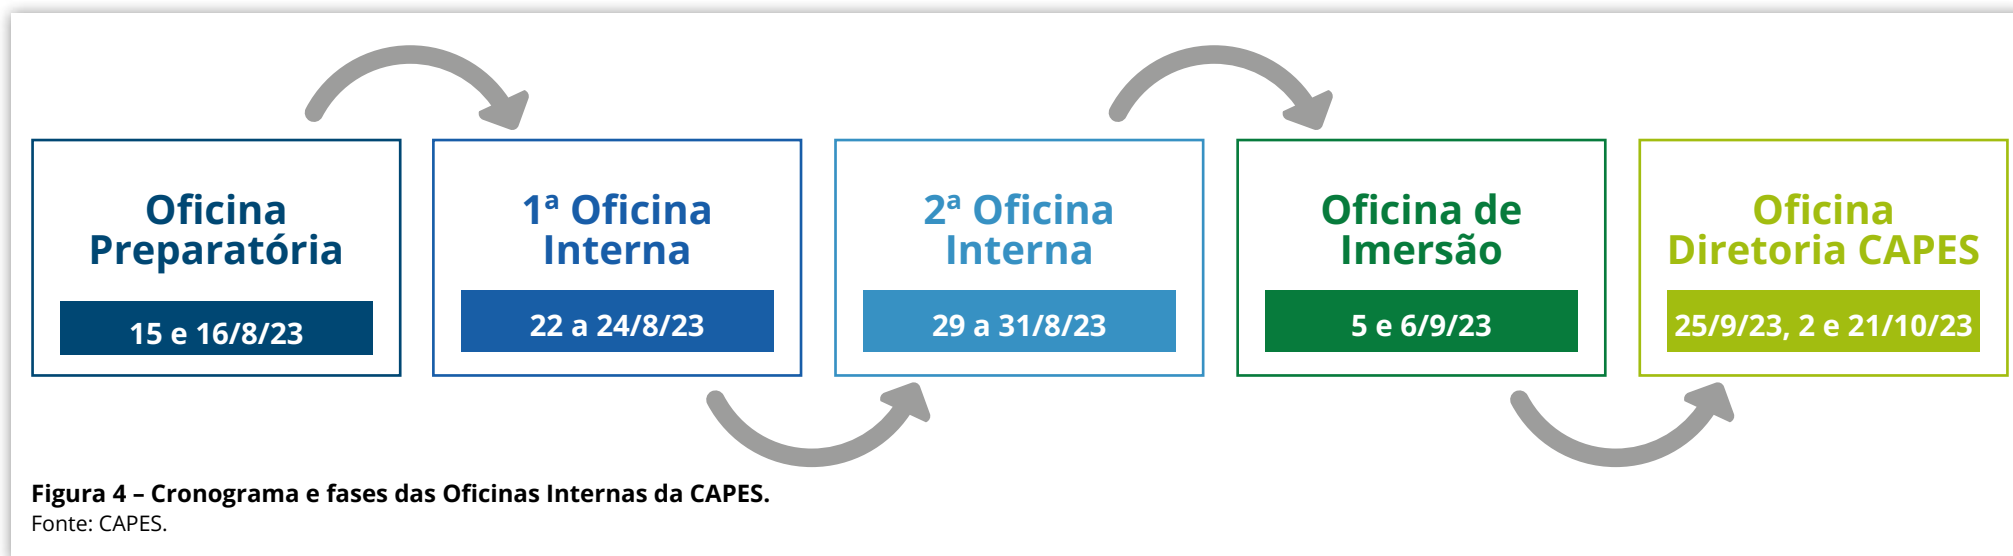 Oficina
Preparatória
15 e 16/8/23
1ª Oficina
Interna
22 a 24/8/23
2ª Oficina
Interna
29 a 31/8/23
Oficina de
Imersão
5 e 6/9/23
Oficina
Diretoria CAPES
25/9/23, 2 e 21/10/23
Figura 4 – Cronograma e fases das Oficinas Internas da CAPES.
Fonte: CAPES.